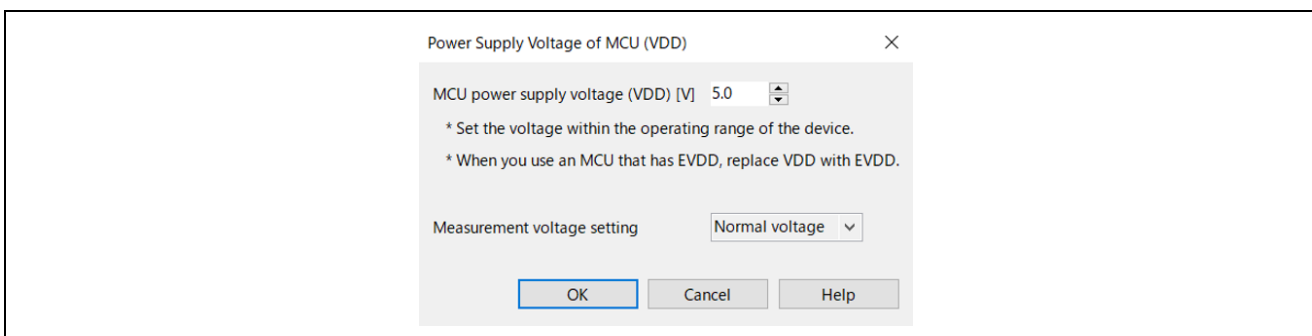 Power Supply Voltage of MCU (VDD)
MCU power supply voltage (VDD) [V] 5.0
* Set the voltage within the operating range of the device.
* When you use an MCU that has EVDD, replace VDD with EVDD.
Measurement voltage setting Normal voltage
OK Cancel Help